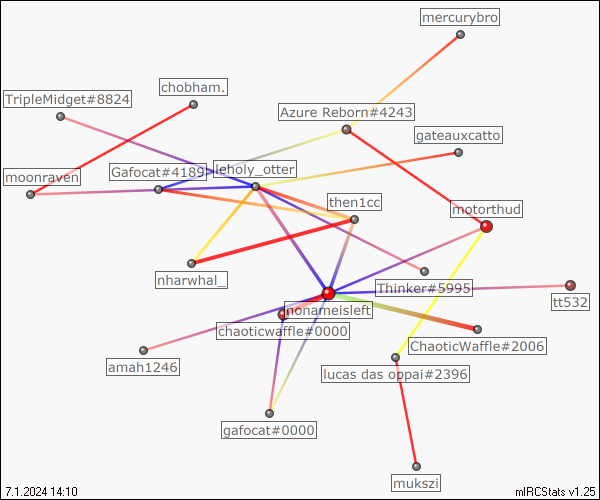 mercurybro
chobham.
TripleMidget#8824
Azure Reborn#4243
gateauxcatto
moonraven
Gafocat#4189
leholy_otter
then1cc
motorthud
nharwhal_
Thinker#5995
tt532
nonameisleft
chaoticwaffle#0000
ChaoticWaffle#2006
amah1246
lucas das oppai#2396
gafocat#0000
mukszi
7.1.2024 14:10
mIRCStats v1.25